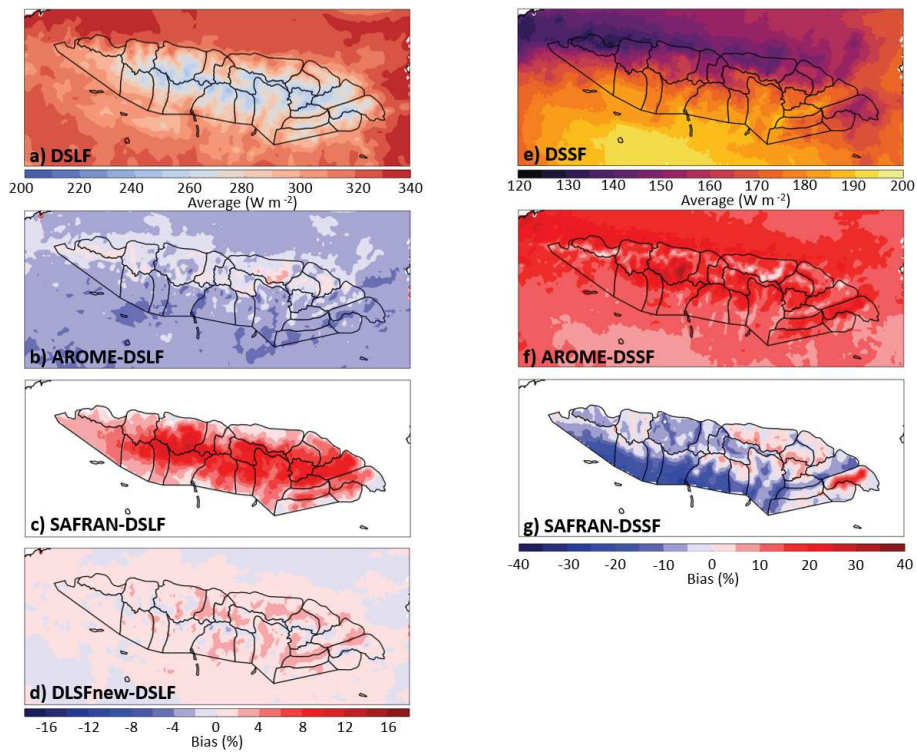 a) DSLF
200 220 240 260 280 300 320 340
Average (W m -2)
b) AROME-DSLF
c) SAFRAN-DSLF
d) DLSFnew-DSLF
-16 -12 -8 -4 0 4 8 12 16
Bias (%)
e) DSSF
120 130 140 150 160 170 180 190 200
Average (W m -2)
f) AROME-DSSF
g) SAFRAN-DSSF
-40 -30 -20 -10 0 10 20 30 40
Bias (%)